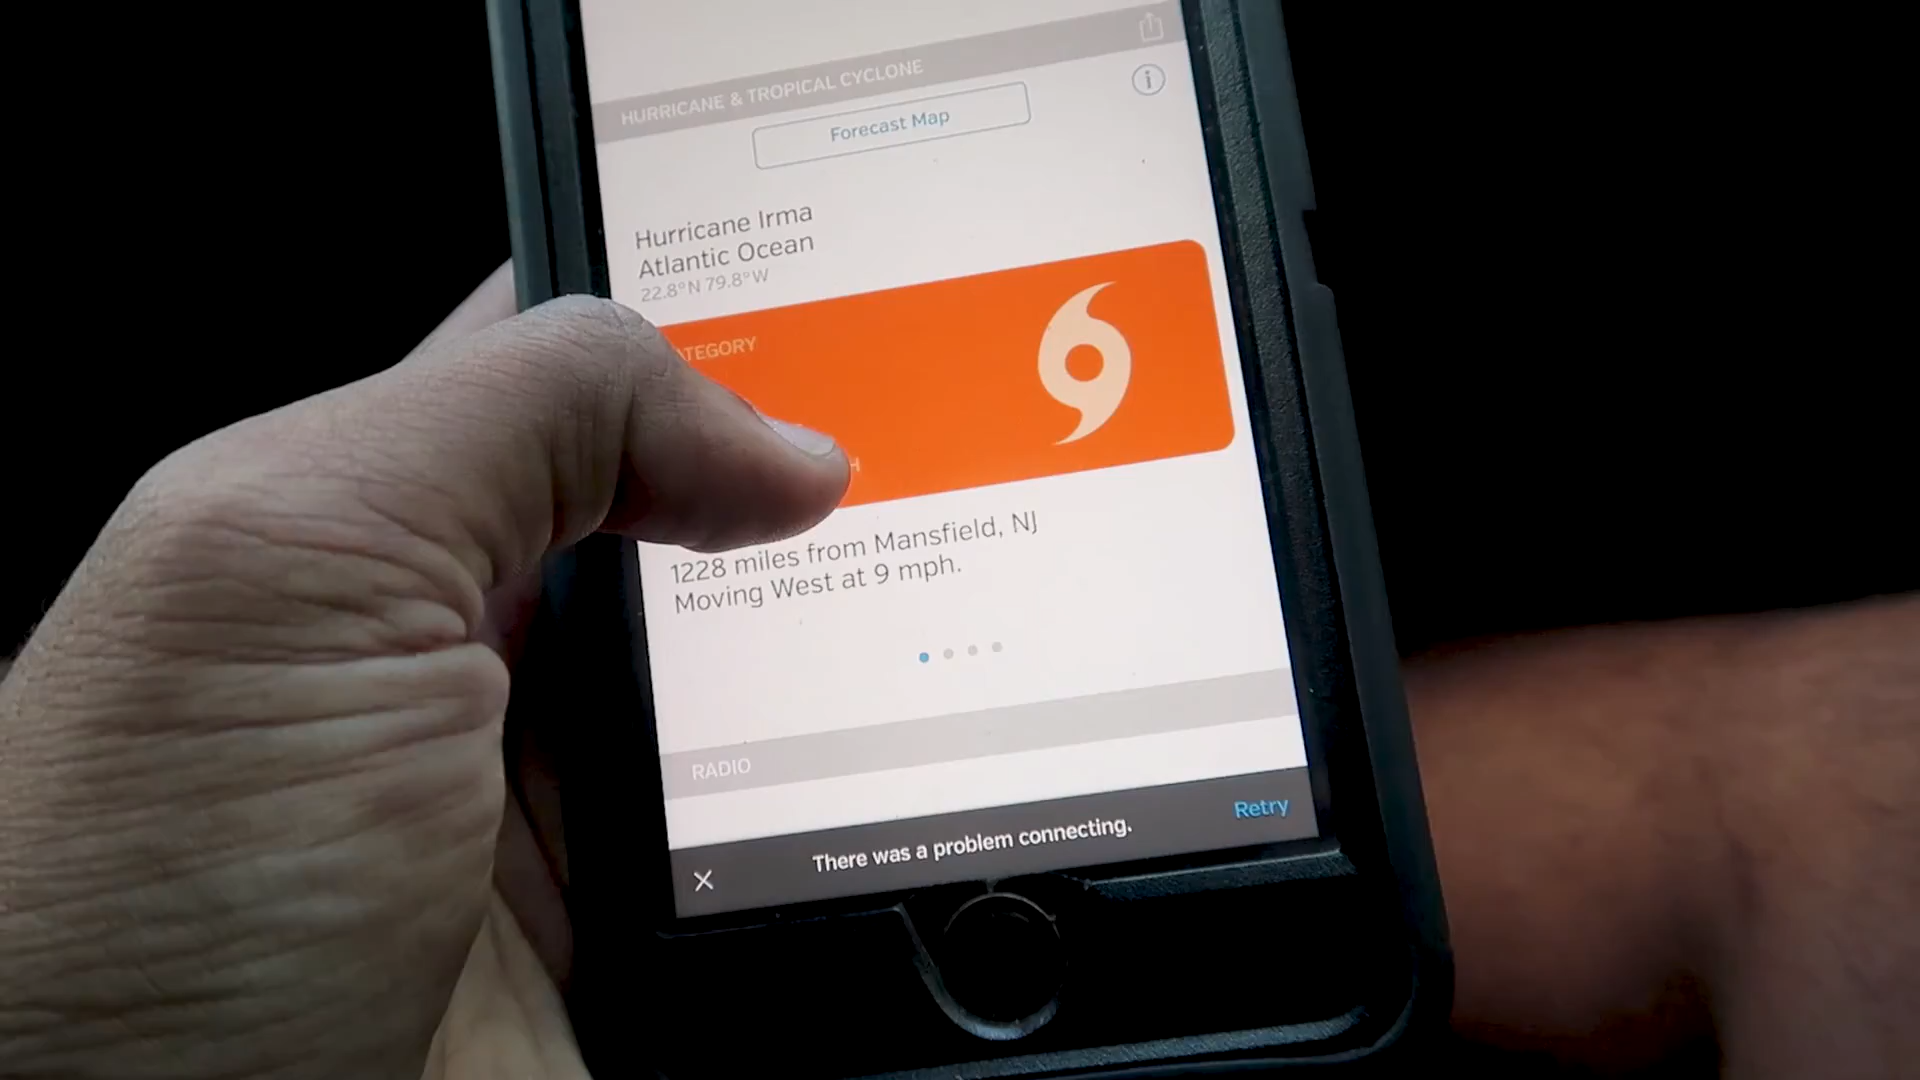 HURRICANE & TROPICAL CYCLONE
Forecast Map
Hurricane Irma
Atlantic Ocean
22.8°N 79.8°W
1228 miles from Mansfield, NJ
Moving West at 9 mph.
RADIO
There was a problem connecting.
Retry